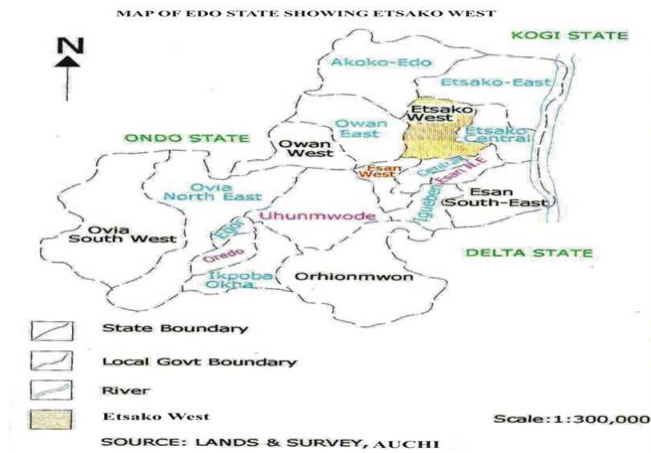 MAP OF EDO STATE SHOWING ETSAKO WEST
N
KOGI STATE
Akoko-Edo
Etsako-East
Etsako
West
Owan
East
Etsako
Central
ONDO STATE
Owan
West
Esan
West
Central
Esan N E
Ovia
North East
Igueben
Esan
(South-East)
Uhunmwode
Ovia
South West
Egor
Oredo
DELTA STATE
Ikpoba
Okha
Orhionmwon
State Boundary
Local Govt Boundary
River
Etsako West
Scale:1:300,000
SOURCE: LANDS & SURVEY, AUCHI